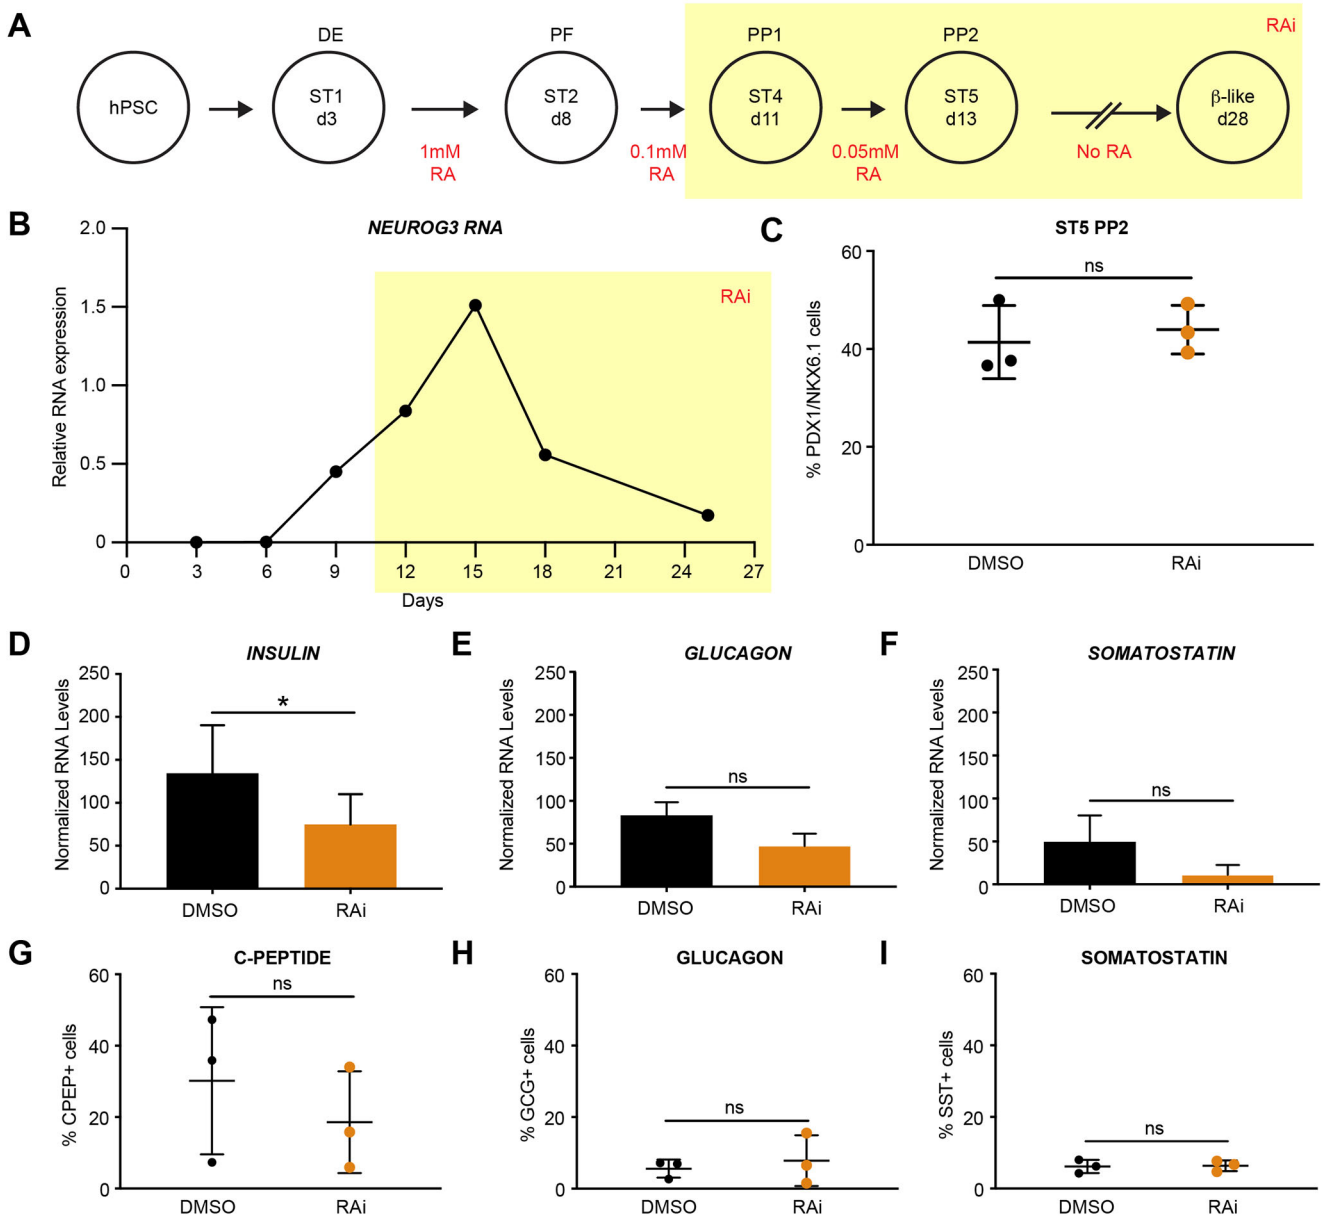 A
DE
PF
PP1
PP2
RAi
hPSC
ST1
d3
ST2
d8
ST4
d11
ST5
d13
β-like
d28
1mM
RA
0.1mM
RA
0.05mM
RA
No RA
B
NEUROG3 RNA
RAi
Relative RNA expression
2.0
1.5
1.0
0.5
0
0 3 6 9 12 15 18 21 24 27
Days
C
ST5 PP2
ns
% PDX1/NKX6.1 cells
60
40
20
0
DMSO RAi
D
INSULIN
*
Normalized RNA Levels
250
200
150
100
50
0
DMSO RAi
E
GLUCAGON
ns
Normalized RNA Levels
250
200
150
100
50
0
DMSO RAi
F
SOMATOSTATIN
ns
Normalized RNA Levels
250
200
150
100
50
0
DMSO RAi
G
C-PEPTIDE
ns
% CPEP+ cells
60
40
20
0
DMSO RAi
H
GLUCAGON
ns
% GCG+ cells
60
40
20
0
DMSO RAi
I
SOMATOSTATIN
ns
% SST+ cells
60
40
20
0
DMSO RAi